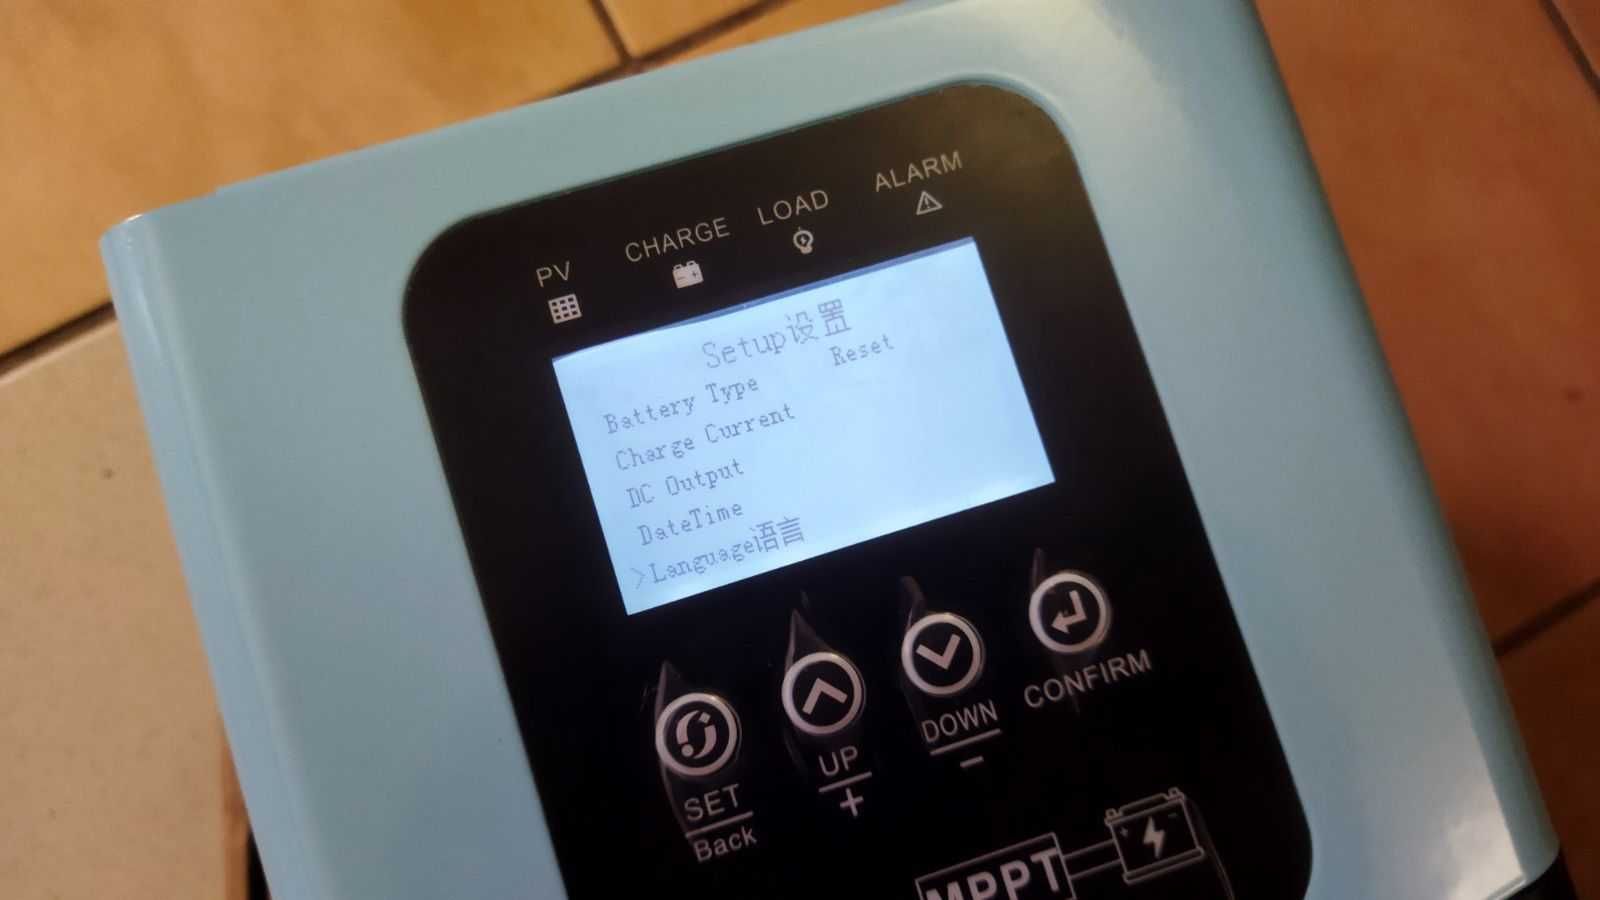 PV CHARGE LOAD ALARM
Setup设置
Battery Type Reset
Charge Current
DC Output
DateTime
>Language语言
SET UP DOWN CONFIRM
Back + -
MPPT